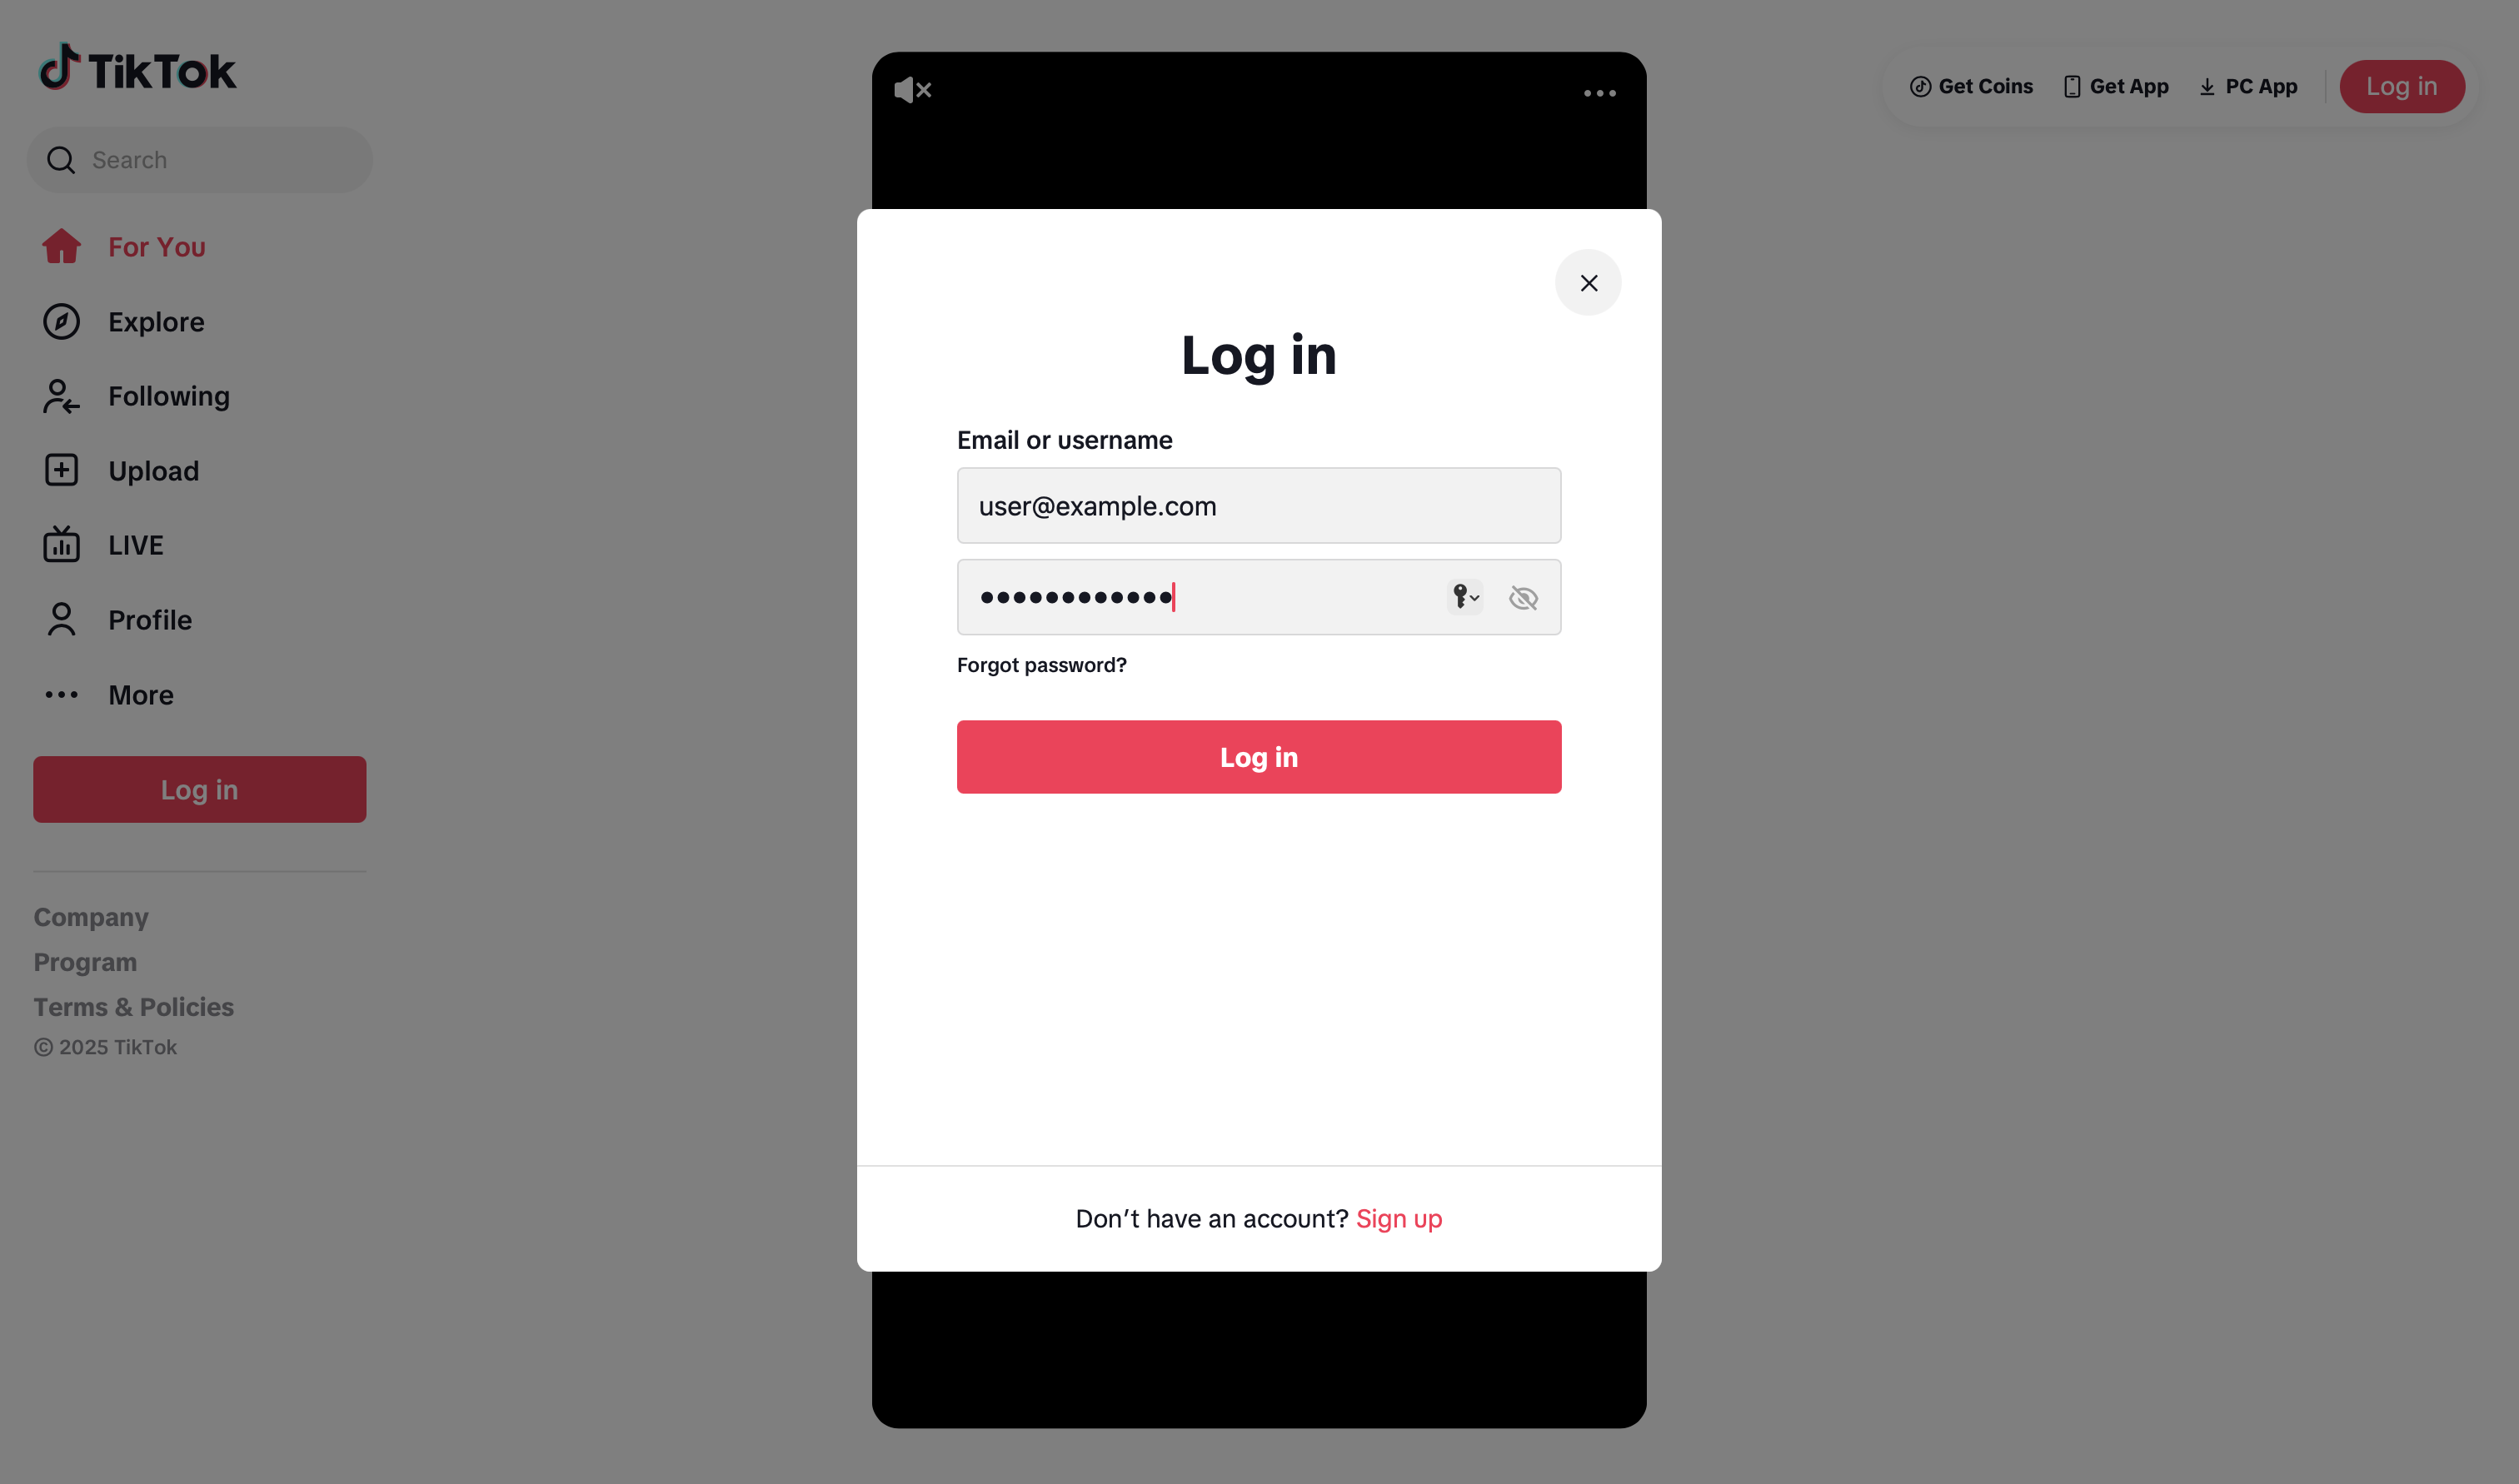 TikTok
Search
For You
Explore
Following
Upload
LIVE
Profile
More
Log in
Company
Program
Terms & Policies
© 2025 TikTok
Get Coins
Get App
PC App
Log in
Log in
Email or username
user@example.com
••••••••••••
Forgot password?
Log in
Don’t have an account? Sign up